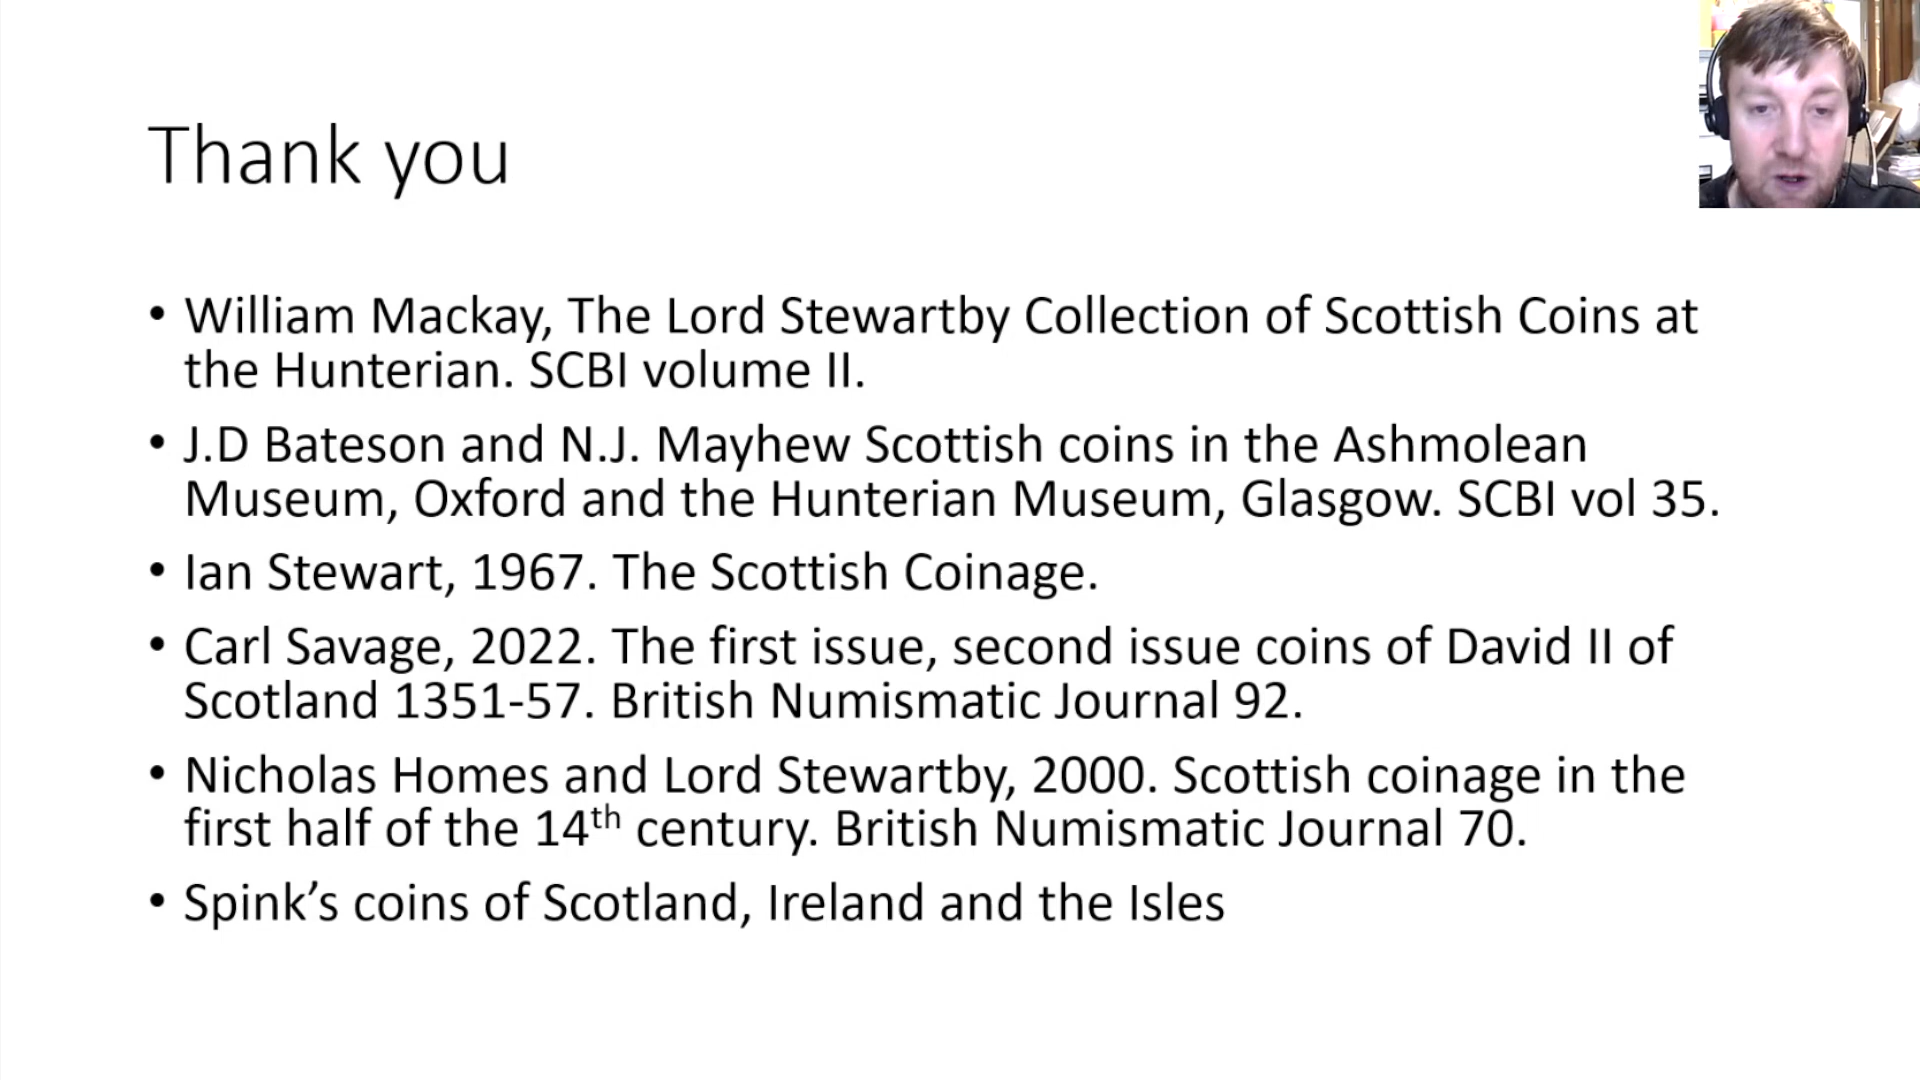 Thank you
• William Mackay, The Lord Stewartby Collection of Scottish Coins at
the Hunterian. SCBI volume II.
• J.D Bateson and N.J. Mayhew Scottish coins in the Ashmolean
Museum, Oxford and the Hunterian Museum, Glasgow. SCBI vol 35.
• Ian Stewart, 1967. The Scottish Coinage.
• Carl Savage, 2022. The first issue, second issue coins of David II of
Scotland 1351-57. British Numismatic Journal 92.
• Nicholas Homes and Lord Stewartby, 2000. Scottish coinage in the
first half of the 14th century. British Numismatic Journal 70.
• Spink’s coins of Scotland, Ireland and the Isles